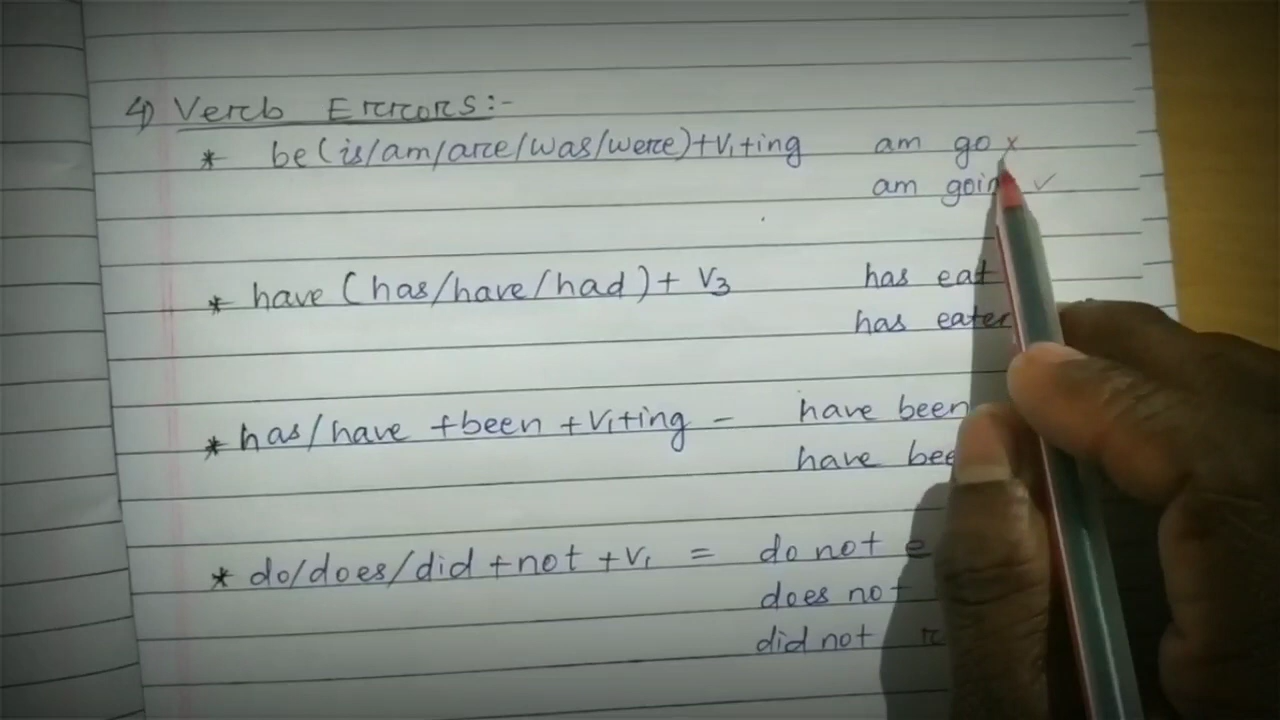 4) Verb Errors:-
* be(is/am/are/was/were)+V1+ing am go x
am goin ✓
* have (has/have/had)+ V3 has eat
has eaten
* has/have +been +V1+ing - have been
have bee
* do/does/did +not +V1 = do not e
does not
did not r